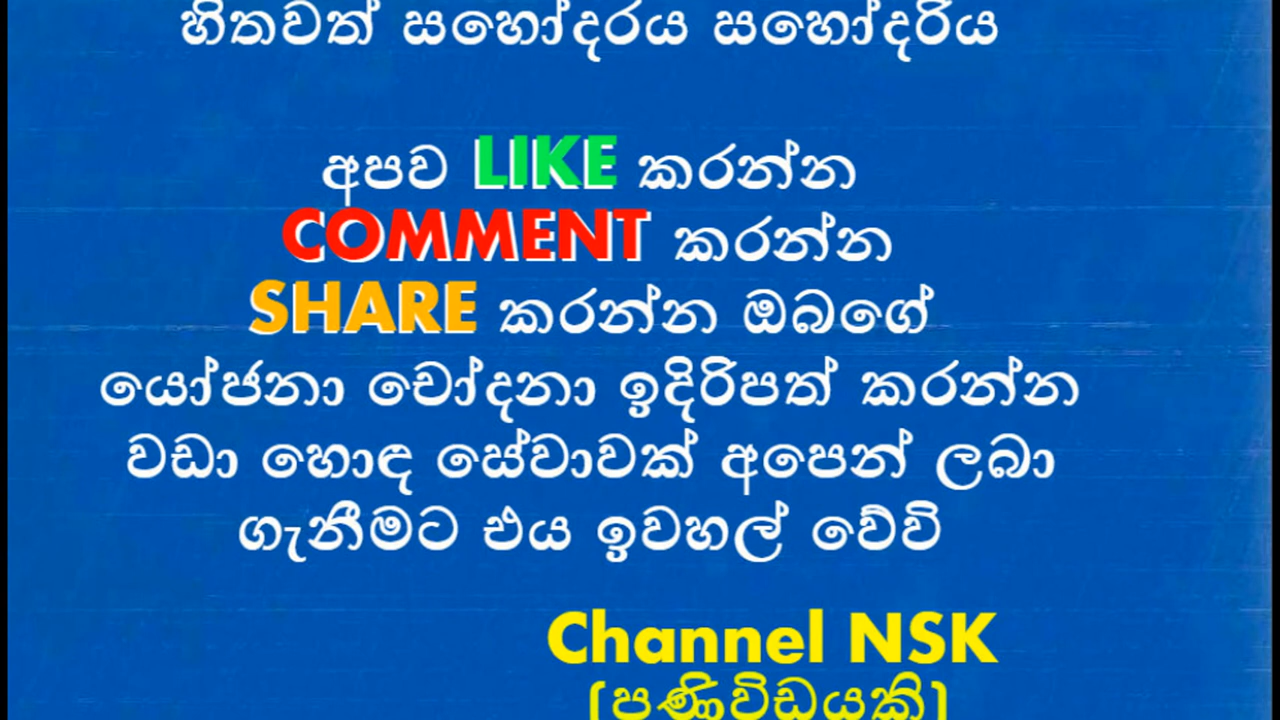 හිතවත් සහෝදරය සහෝදරිය
අපව LIKE කරන්න
COMMENT කරන්න
SHARE කරන්න ඔබගේ
යෝජනා චෝදනා ඉදිරිපත් කරන්න
වඩා හොඳ සේවාවක් අපෙන් ලබා
ගැනීමට එය ඉවහල් වේවි
Channel NSK
(පණිවිඩයකි)